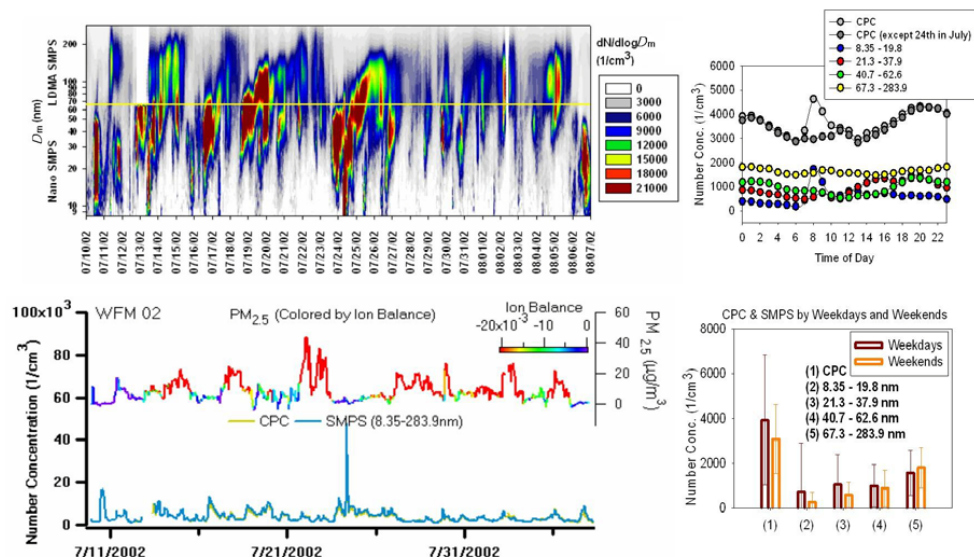 LDMA SMPS
Nano SMPS
Dm (nm)
200
100
80
70
60
50
40
30
20
10
9
07/10/02
07/11/02
07/12/02
07/13/02
07/14/02
07/15/02
07/16/02
07/17/02
07/18/02
07/19/02
07/20/02
07/21/02
07/22/02
07/23/02
07/24/02
07/25/02
07/26/02
07/27/02
07/28/02
07/29/02
07/30/02
07/31/02
08/01/02
08/02/02
08/03/02
08/04/02
08/05/02
08/06/02
08/07/02
dN/dlogDm
(1/cm3)
0
3000
6000
9000
12000
15000
18000
21000
CPC
CPC (except 24th in July)
8.35 - 19.8
21.3 - 37.9
40.7 - 62.6
67.3 - 283.9
Number Conc. (1/cm3)
6000
5000
4000
3000
2000
1000
0
0 2 4 6 8 10 12 14 16 18 20 22
Time of Day
100x10³
80
60
40
20
0
Number Concentration (1/cm³)
WFM 02
PM2.5 (Colored by Ion Balance)
Ion Balance
-20x10⁻³ -10 0
60
40
20
0
PM 2.5 (μg/m³)
CPC SMPS (8.35-283.9nm)
7/11/2002 7/21/2002 7/31/2002
CPC & SMPS by Weekdays and Weekends
Number Conc. (1/cm³)
8000
6000
4000
2000
0
Weekdays
Weekends
(1) CPC
(2) 8.35 - 19.8 nm
(3) 21.3 - 37.9 nm
(4) 40.7 - 62.6 nm
(5) 67.3 - 283.9 nm
(1) (2) (3) (4) (5)